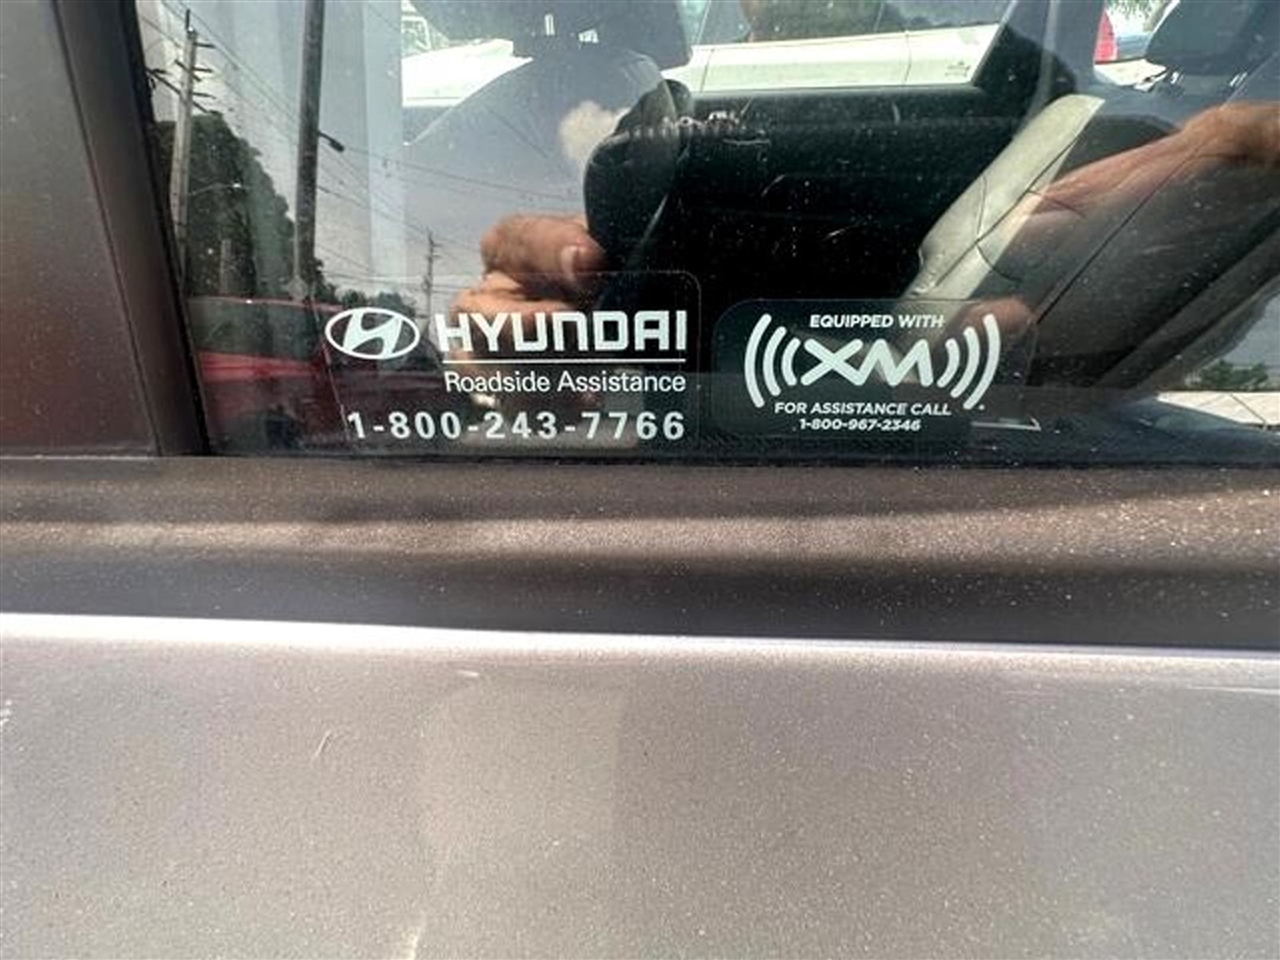 HYUNDAI
Roadside Assistance
1-800-243-7766
EQUIPPED WITH
XM
FOR ASSISTANCE CALL
1-800-967-2346